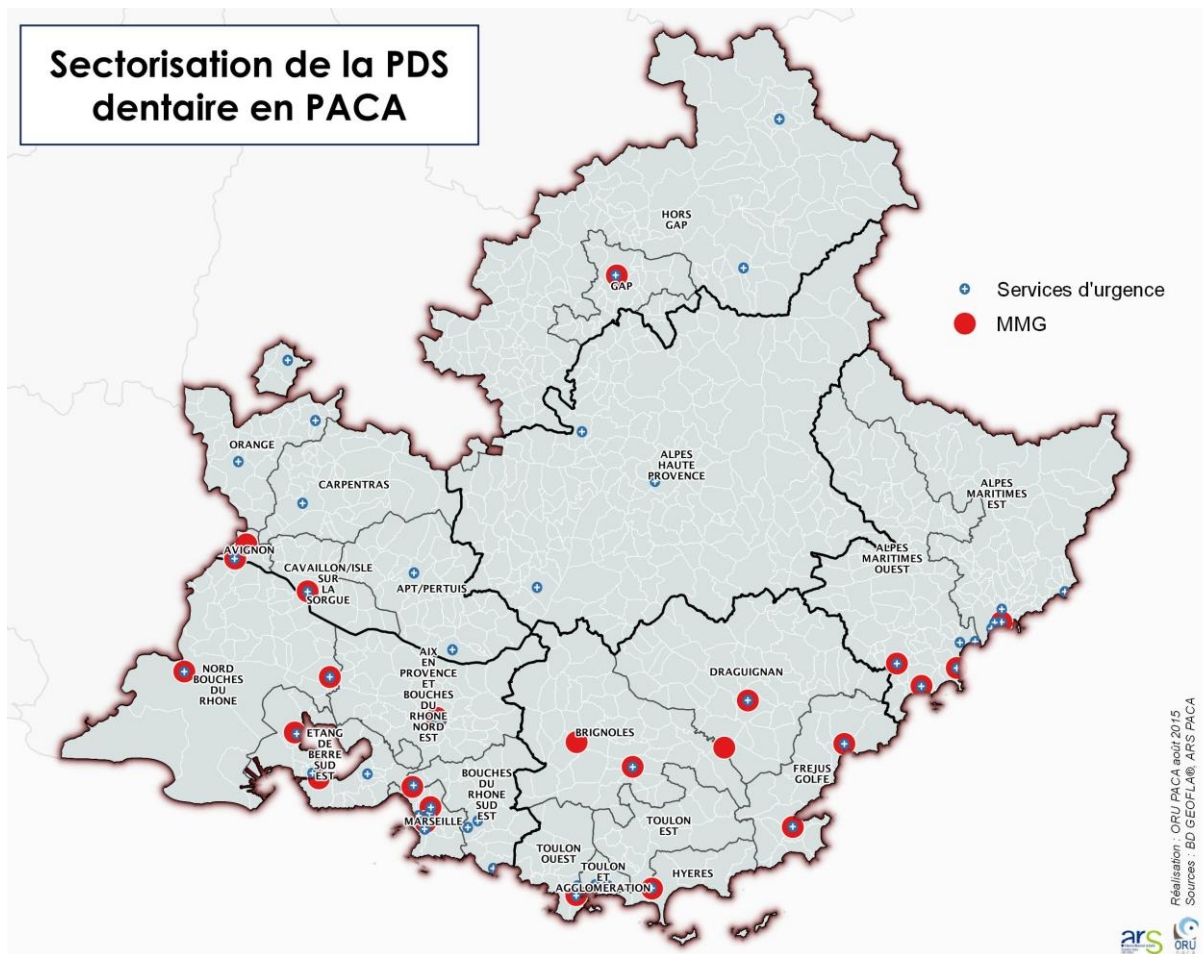 Sectorisation de la PDS
dentaire en PACA
HORS
GAP
GAP
Services d'urgence
MMG
ORANGE
CARPENTRAS
ALPES
HAUTE
PROVENCE
ALPES
MARITIMES
EST
AVIGNON
CAVAILLON/ISLE
SUR
LA
SORGUE
APT/PERTUIS
ALPES
MARITIMES
OUEST
NORD
BOUCHES
DU
RHONE
AIX
EN
PROVENCE
ET
BOUCHES
DU
RHONE
NORD
EST
DRAGUIGNAN
BRIGNOLES
ETANG
DE
BERRE
SUD
EST
FREJUS
GOLFE
BOUCHES
DU
RHONE
SUD
EST
MARSEILLE
TOULON
EST
TOULON
OUEST
TOULON
ET
AGGLOMÉRATION
HYERES
Réalisation : ORU PACA août 2015
Sources : BD GEOFLA®, ARS PACA
ars
ORU